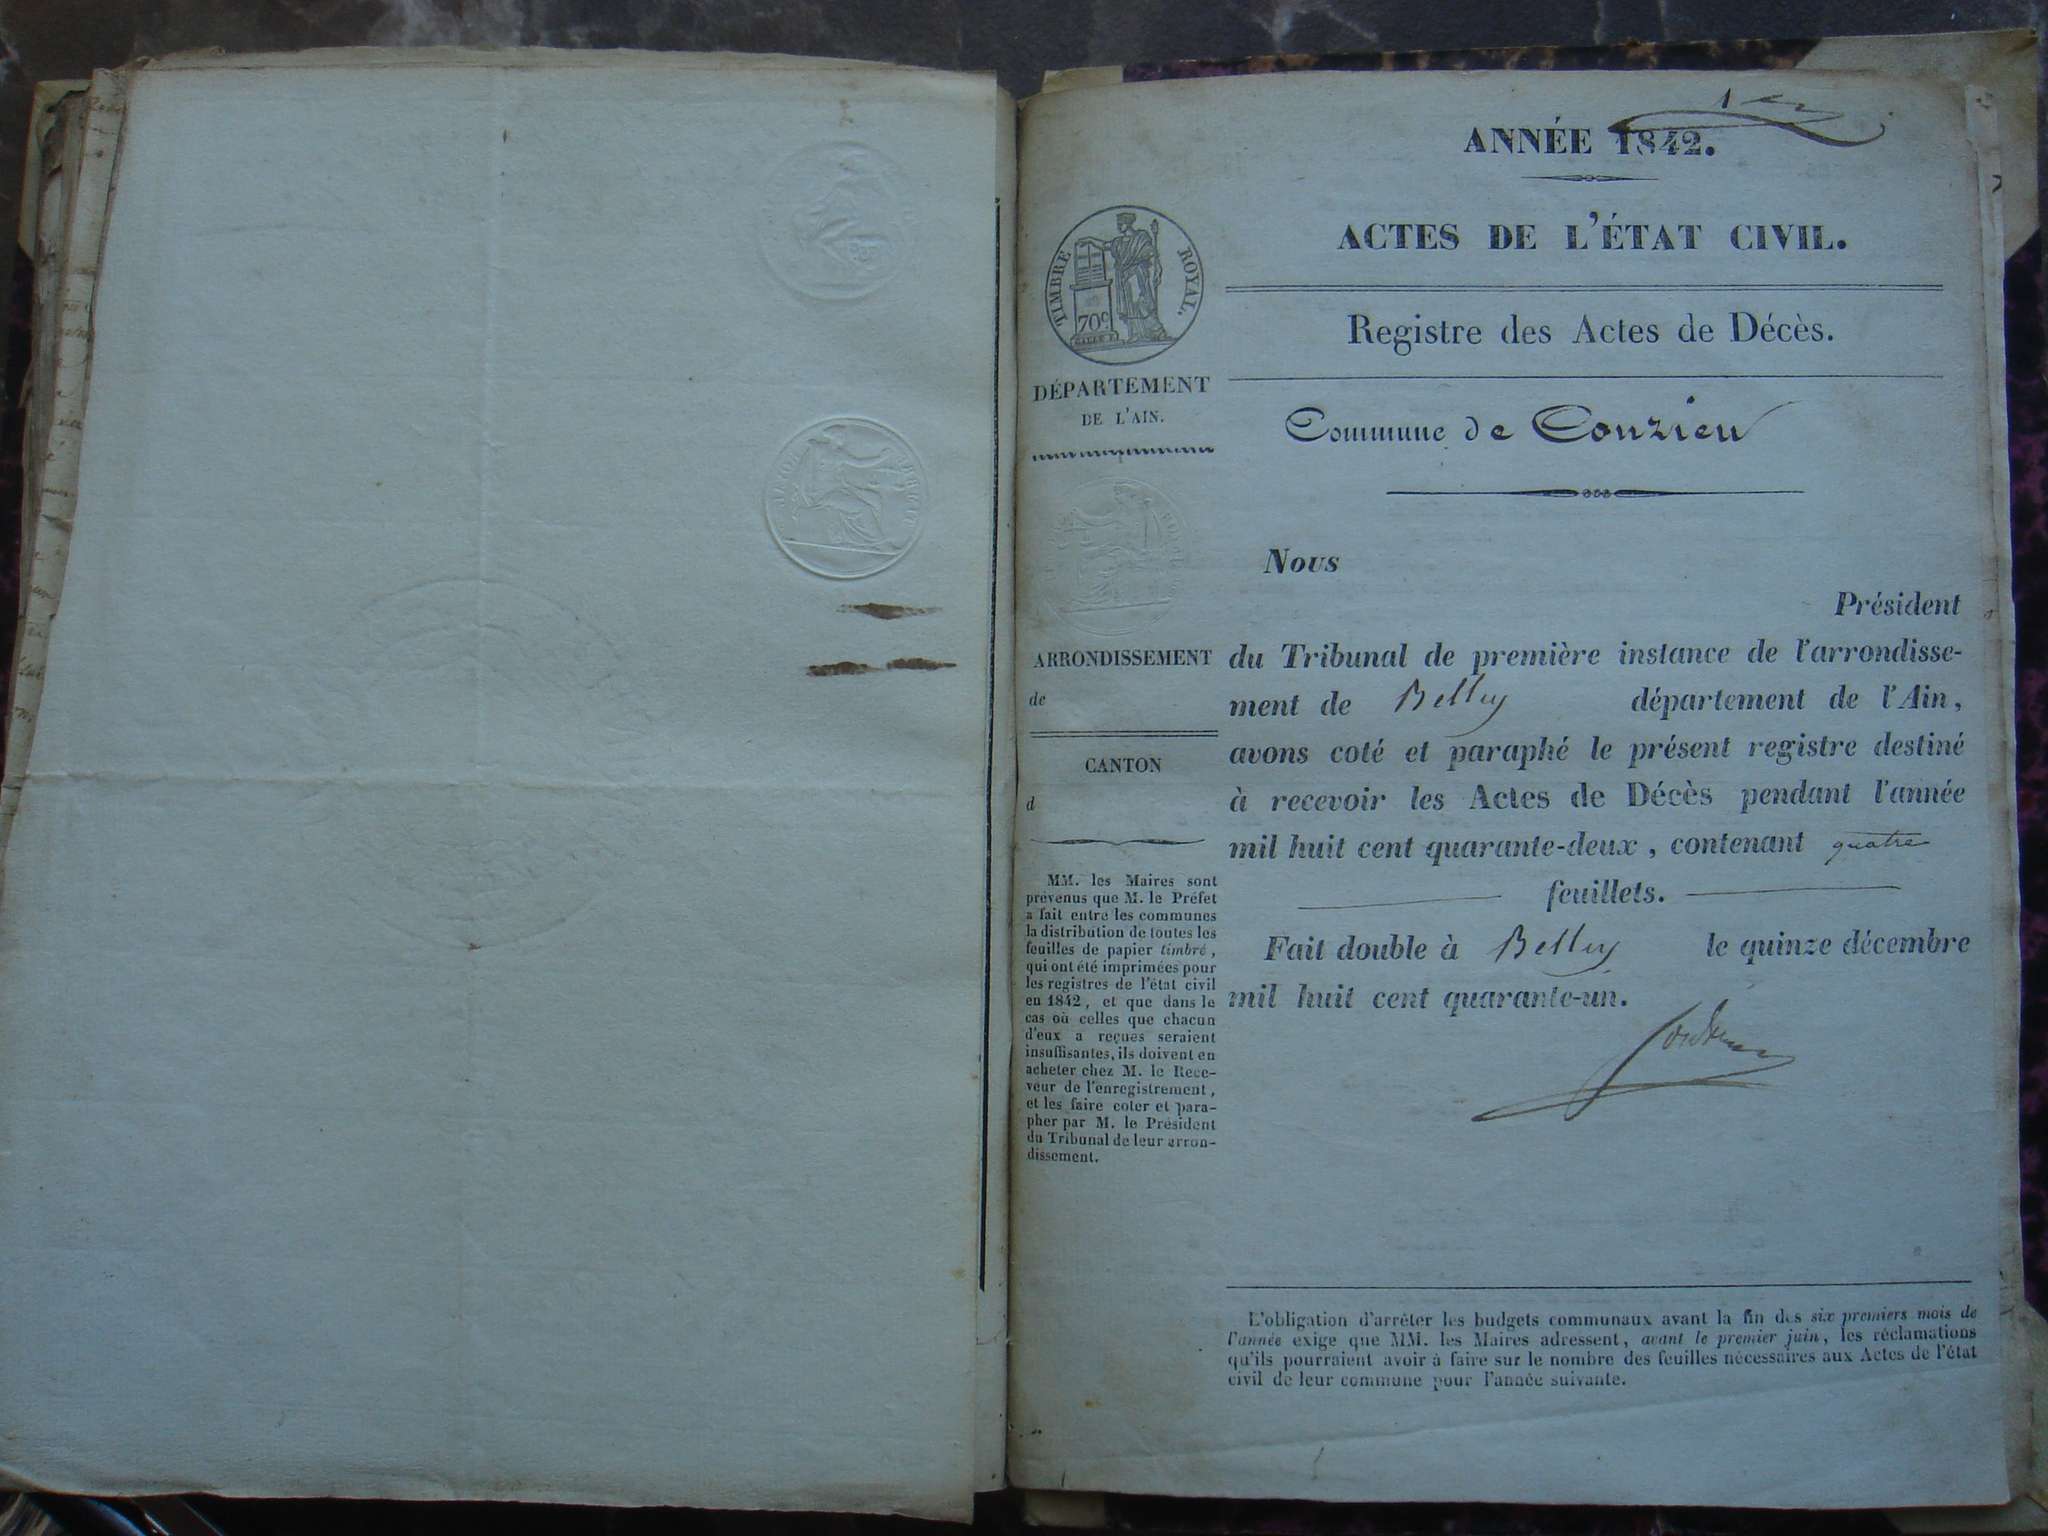 1er
ANNÉE 1842.
ACTES DE L'ÉTAT CIVIL.
Registre des Actes de Décès.
Commune de Conzieu
TIMBRE ROYAL.
70c
DÉPARTEMENT
DE L'AIN.
ARRONDISSEMENT
de
CANTON
d
MM. les Maires sont
prévenus que M. le Préfet
a fait entre les communes
la distribution de toutes les
feuilles de papier timbré,
qui ont été imprimées pour
les registres de l'état civil
en 1842, et que dans le
cas où celles que chacun
d'eux a reçues seraient
insuffisantes, ils doivent en
acheter chez M. le Rece-
veur de l'enregistrement,
et les faire coter et para-
pher par M. le Président
du Tribunal de leur arron-
dissement.
Nous
Président
du Tribunal de première instance de l'arrondisse-
ment de Belley département de l'Ain,
avons coté et paraphé le présent registre destiné
à recevoir les Actes de Décès pendant l'année
mil huit cent quarante-deux, contenant quatre
feuillets.
Fait double à Belley le quinze décembre
mil huit cent quarante-un.
L'obligation d'arrêter les budgets communaux avant la fin des six premiers mois de
l'année exige que MM. les Maires adressent, avant le premier juin, les réclamations
qu'ils pourraient avoir à faire sur le nombre des feuilles nécessaires aux Actes de l'état
civil de leur commune pour l'année suivante.